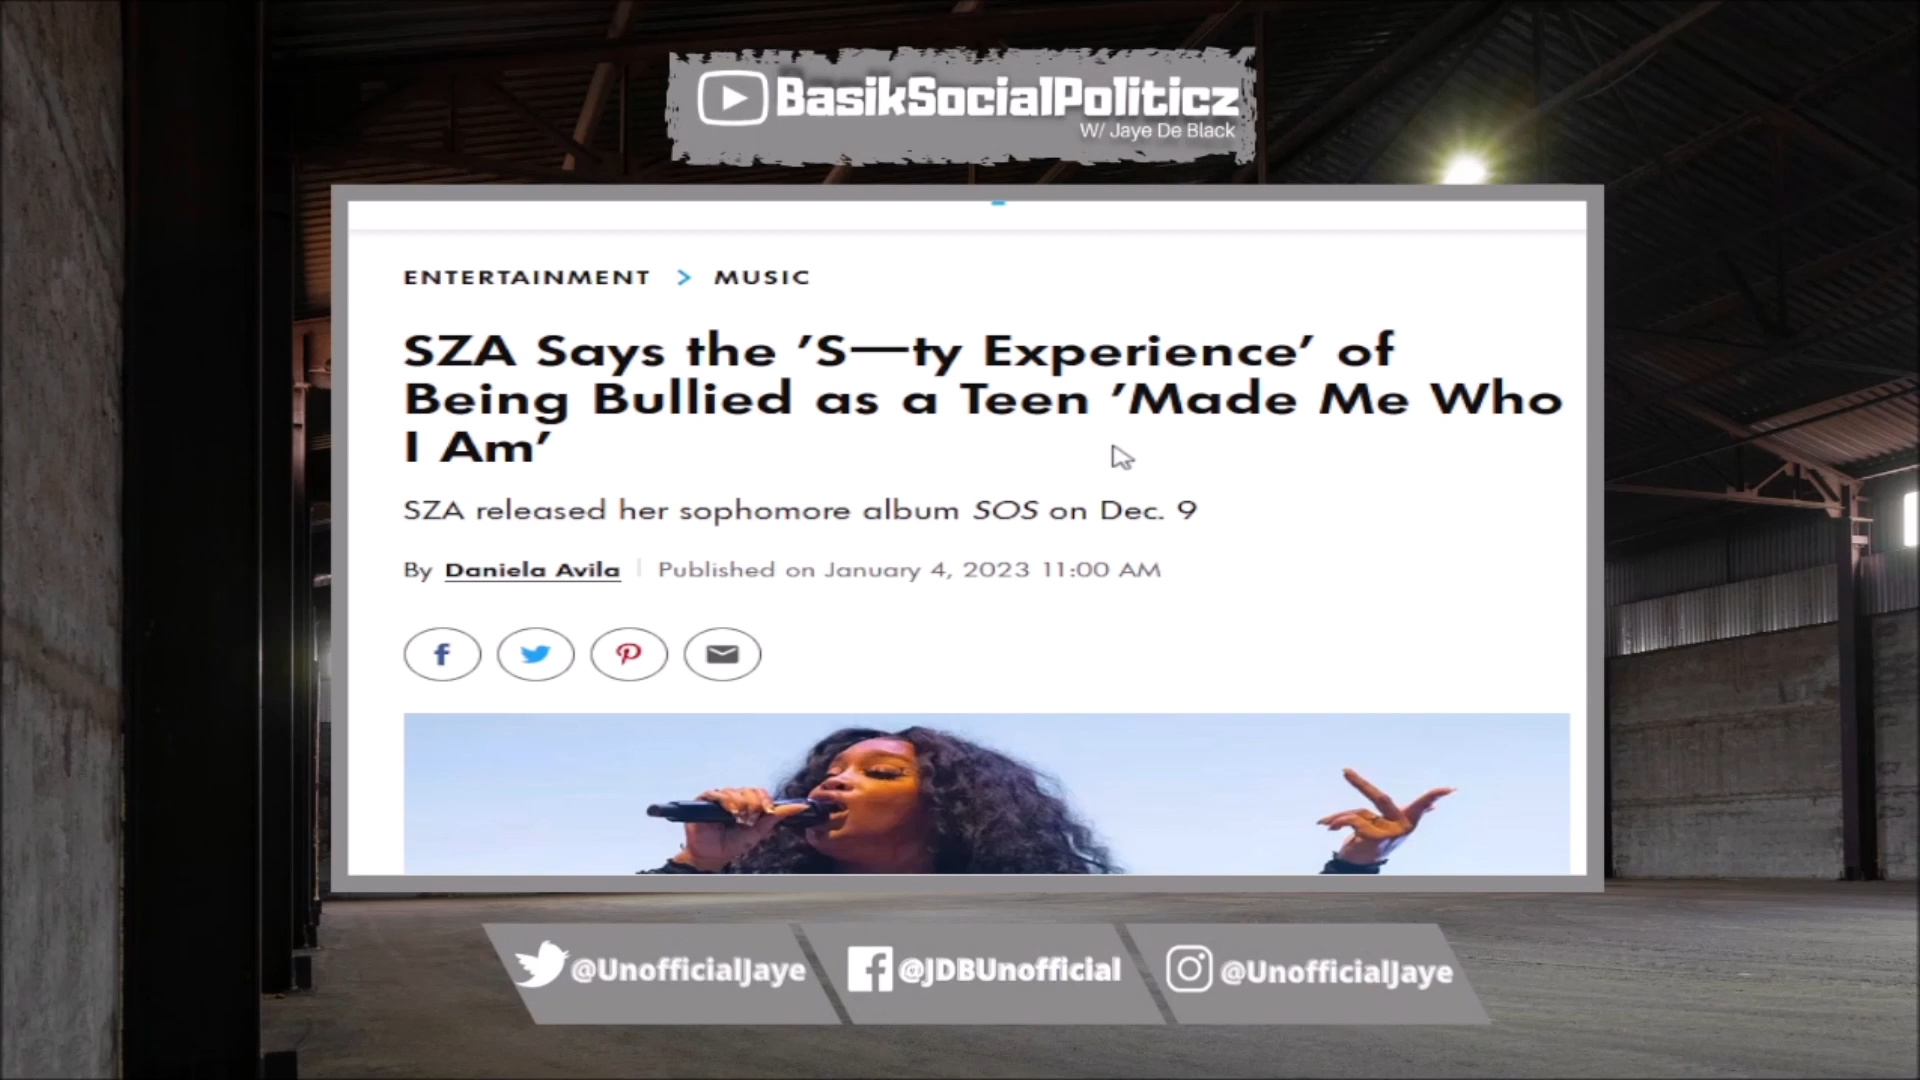 BasikSocialPoliticz
W/ Jaye De Black
ENTERTAINMENT > MUSIC
SZA Says the 'S—ty Experience' of
Being Bullied as a Teen 'Made Me Who
I Am'
SZA released her sophomore album SOS on Dec. 9
By Daniela Avila | Published on January 4, 2023 11:00 AM
@UnofficialJaye @JDBUnofficial @UnofficialJaye